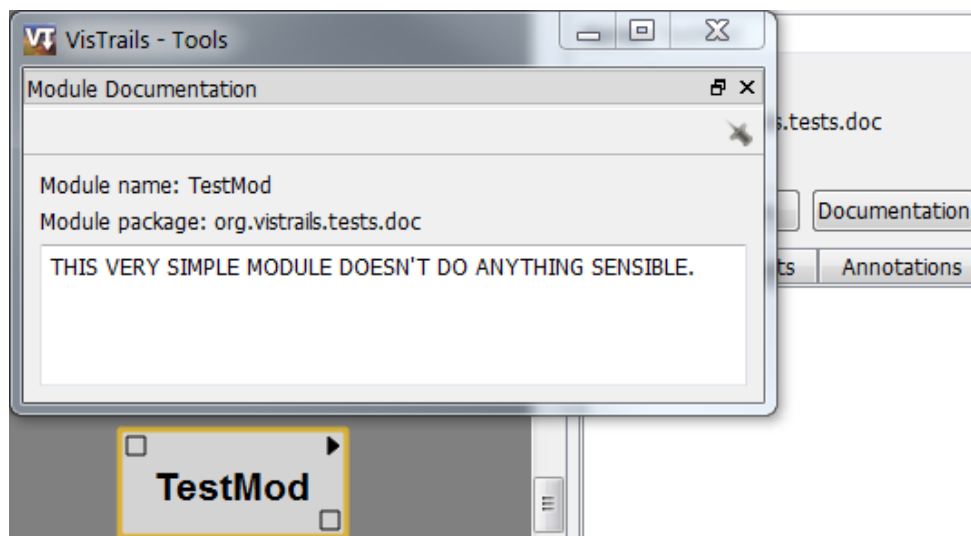 VT VisTrails - Tools
Module Documentation
Module name: TestMod
Module package: org.vistrails.tests.doc
THIS VERY SIMPLE MODULE DOESN'T DO ANYTHING SENSIBLE.
s.tests.doc
Documentation
ts
Annotations
TestMod